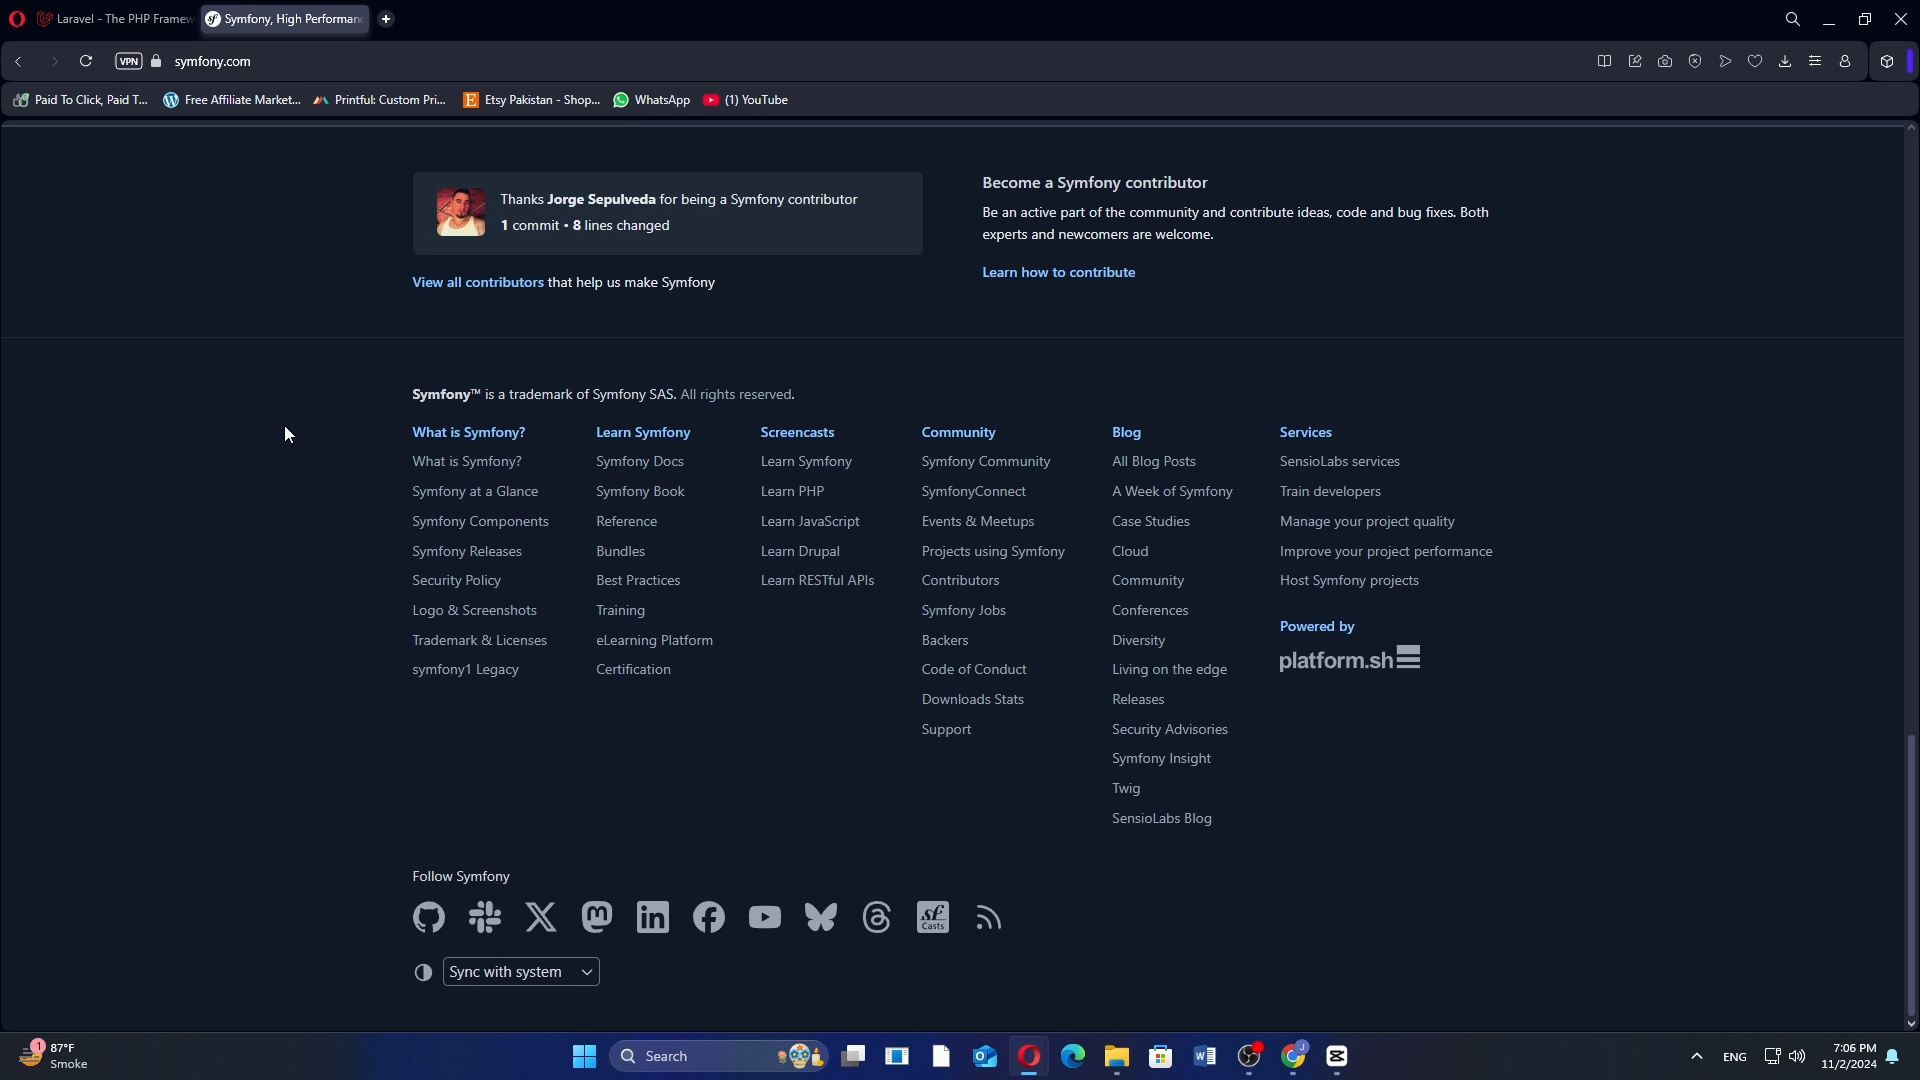 Laravel - The PHP Framew
Symfony, High Performanc
VPN
symfony.com
Paid To Click, Paid T...
Free Affiliate Market...
Printful: Custom Pri...
Etsy Pakistan - Shop...
WhatsApp
(1) YouTube
Thanks Jorge Sepulveda for being a Symfony contributor
1 commit • 8 lines changed
View all contributors that help us make Symfony
Become a Symfony contributor
Be an active part of the community and contribute ideas, code and bug fixes. Both
experts and newcomers are welcome.
Learn how to contribute
Symfony™ is a trademark of Symfony SAS. All rights reserved.
What is Symfony?
What is Symfony?
Symfony at a Glance
Symfony Components
Symfony Releases
Security Policy
Logo & Screenshots
Trademark & Licenses
symfony1 Legacy
Learn Symfony
Symfony Docs
Symfony Book
Reference
Bundles
Best Practices
Training
eLearning Platform
Certification
Screencasts
Learn Symfony
Learn PHP
Learn JavaScript
Learn Drupal
Learn RESTful APIs
Community
Symfony Community
SymfonyConnect
Events & Meetups
Projects using Symfony
Contributors
Symfony Jobs
Backers
Code of Conduct
Downloads Stats
Support
Blog
All Blog Posts
A Week of Symfony
Case Studies
Cloud
Community
Conferences
Diversity
Living on the edge
Releases
Security Advisories
Symfony Insight
Twig
SensioLabs Blog
Services
SensioLabs services
Train developers
Manage your project quality
Improve your project performance
Host Symfony projects
Powered by
platform.sh
Follow Symfony
sf Casts
Sync with system
1
87°F
Smoke
Search
J
ENG
7:06 PM
11/2/2024